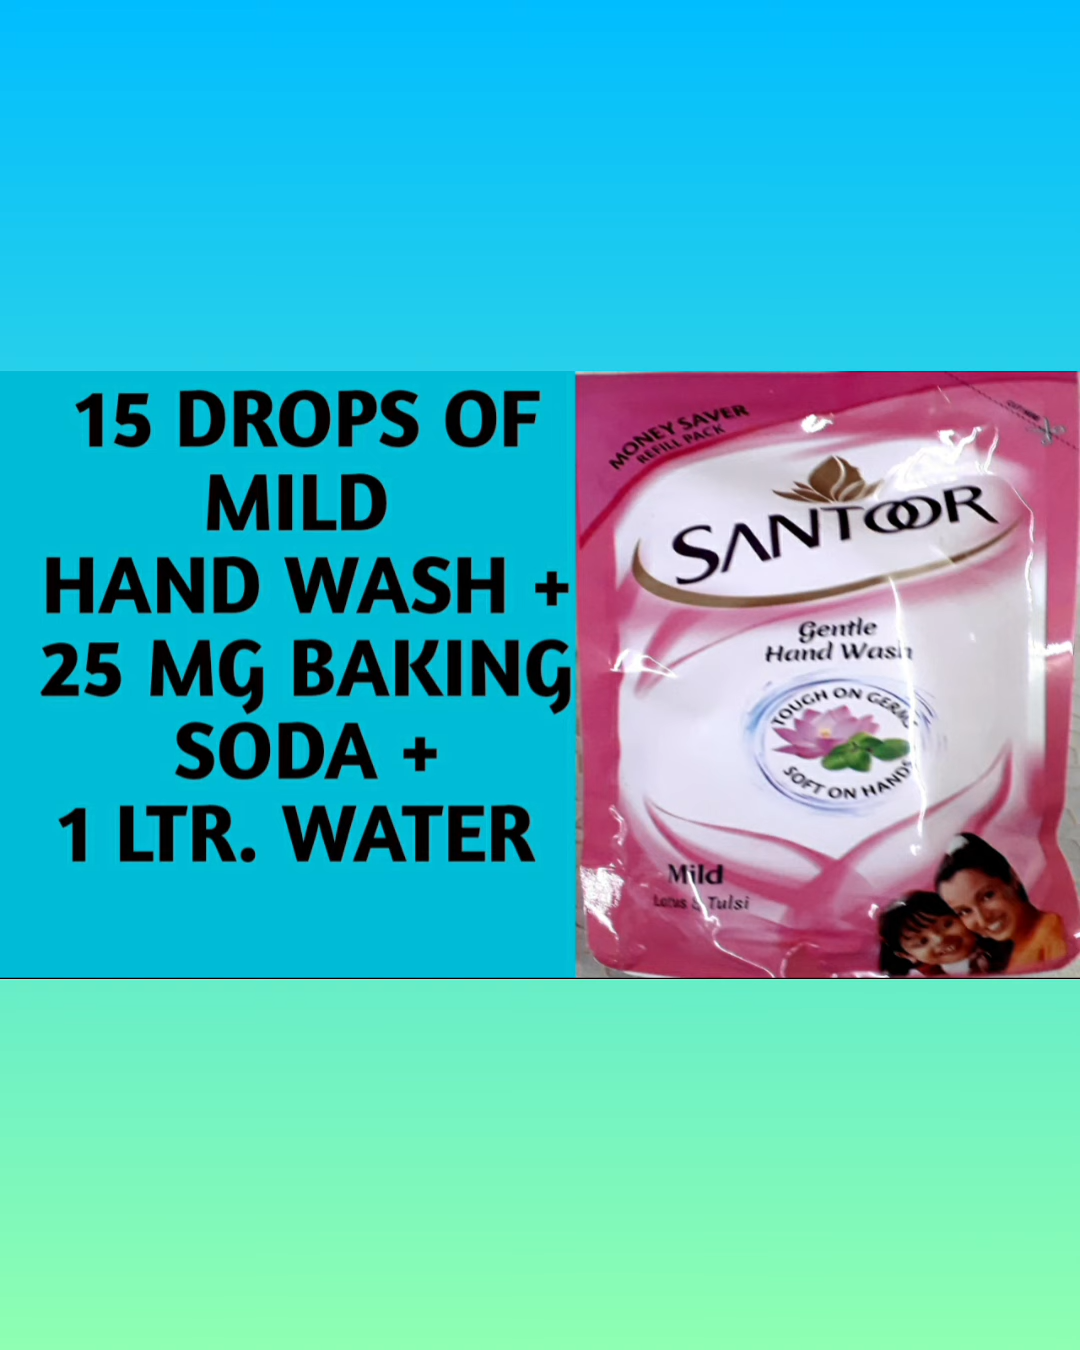 15 DROPS OF
MILD
HAND WASH +
25 MG BAKING
SODA +
1 LTR. WATER
MONEY SAVER
REFILL PACK
SANTOOR
Gentle
Hand Wash
TOUGH ON GERMS
SOFT ON HANDS
Mild
Lotus & Tulsi